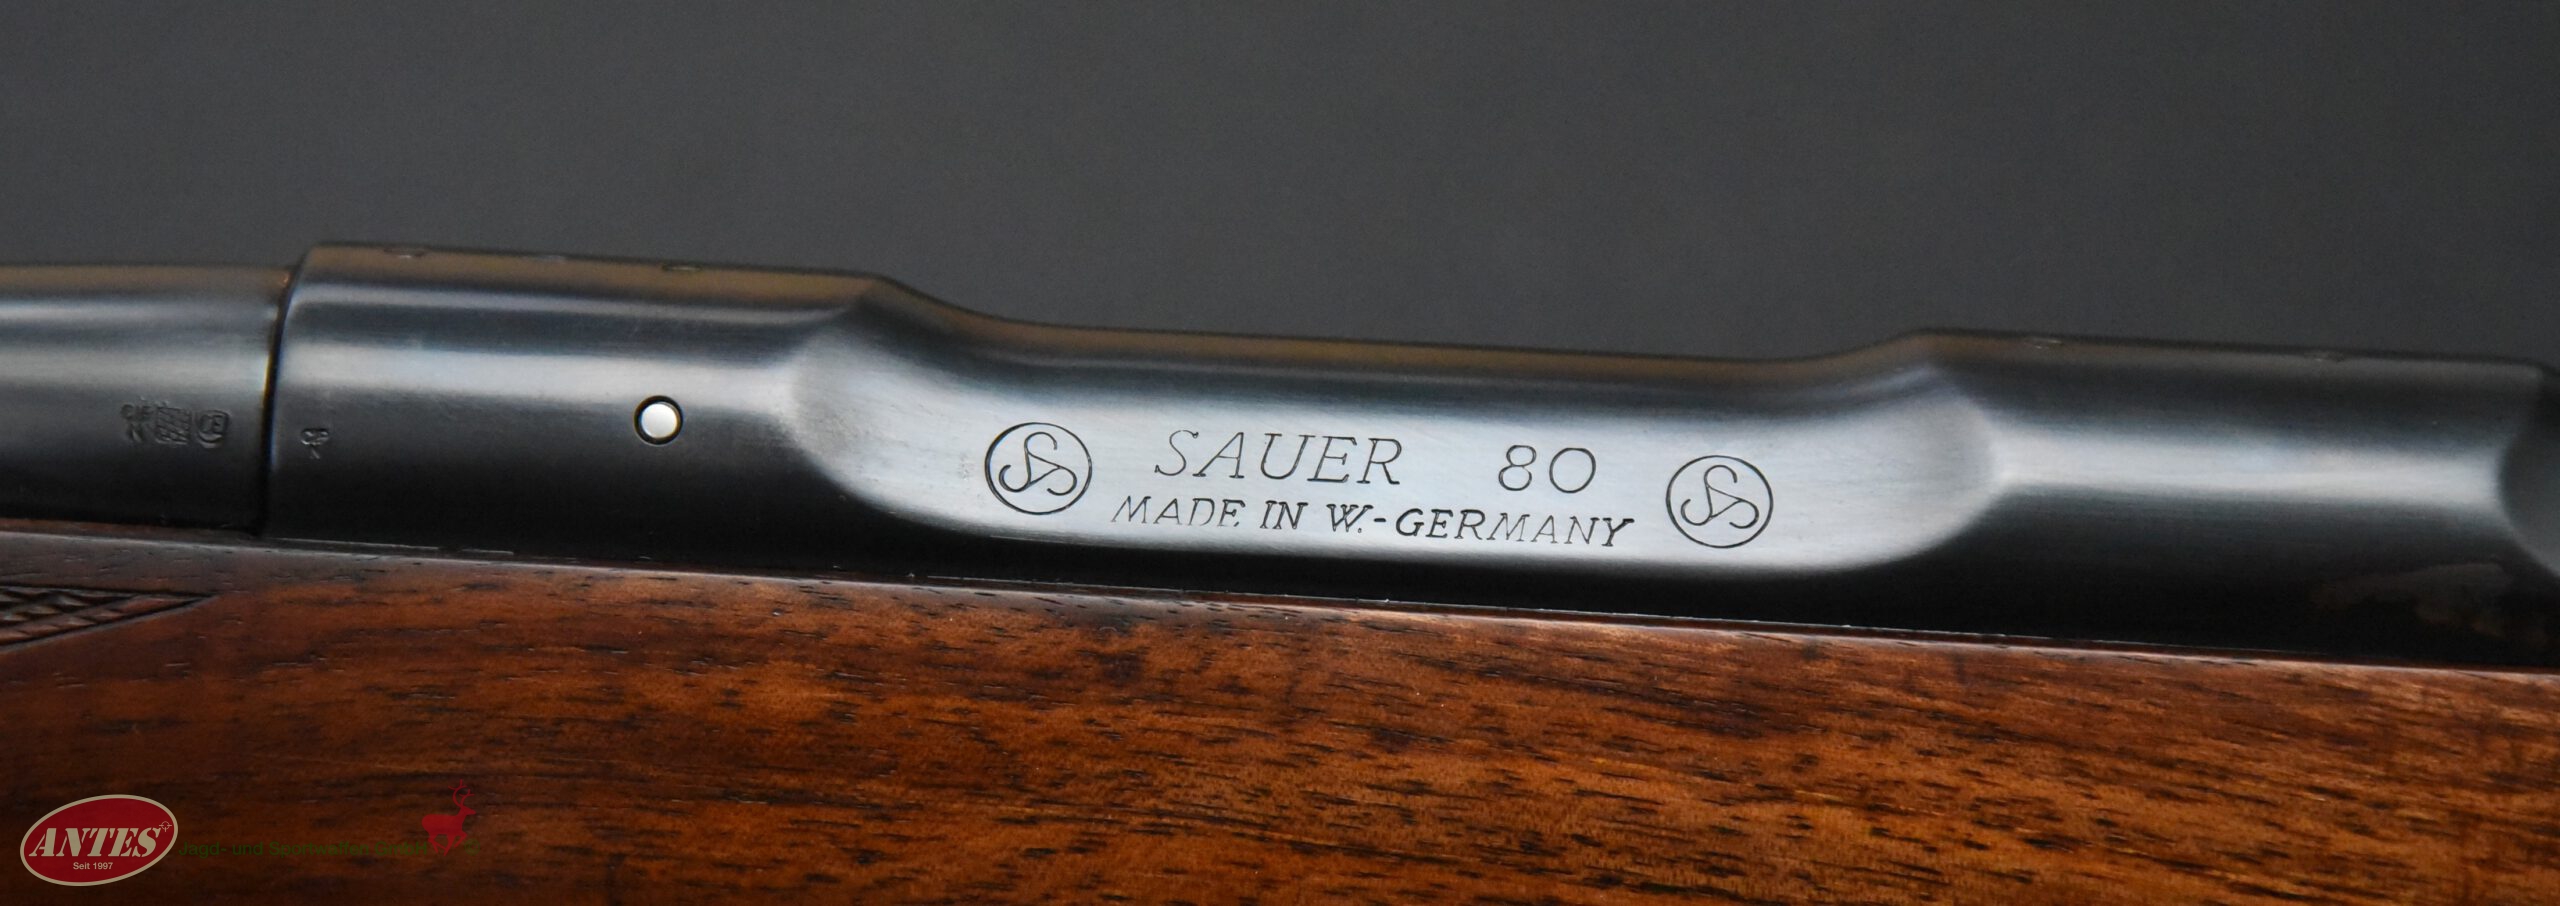 SAUER 80
MADE IN W.-GERMANY
ANTES
Seit 1997
Jagd- und Sportwaffen GmbH